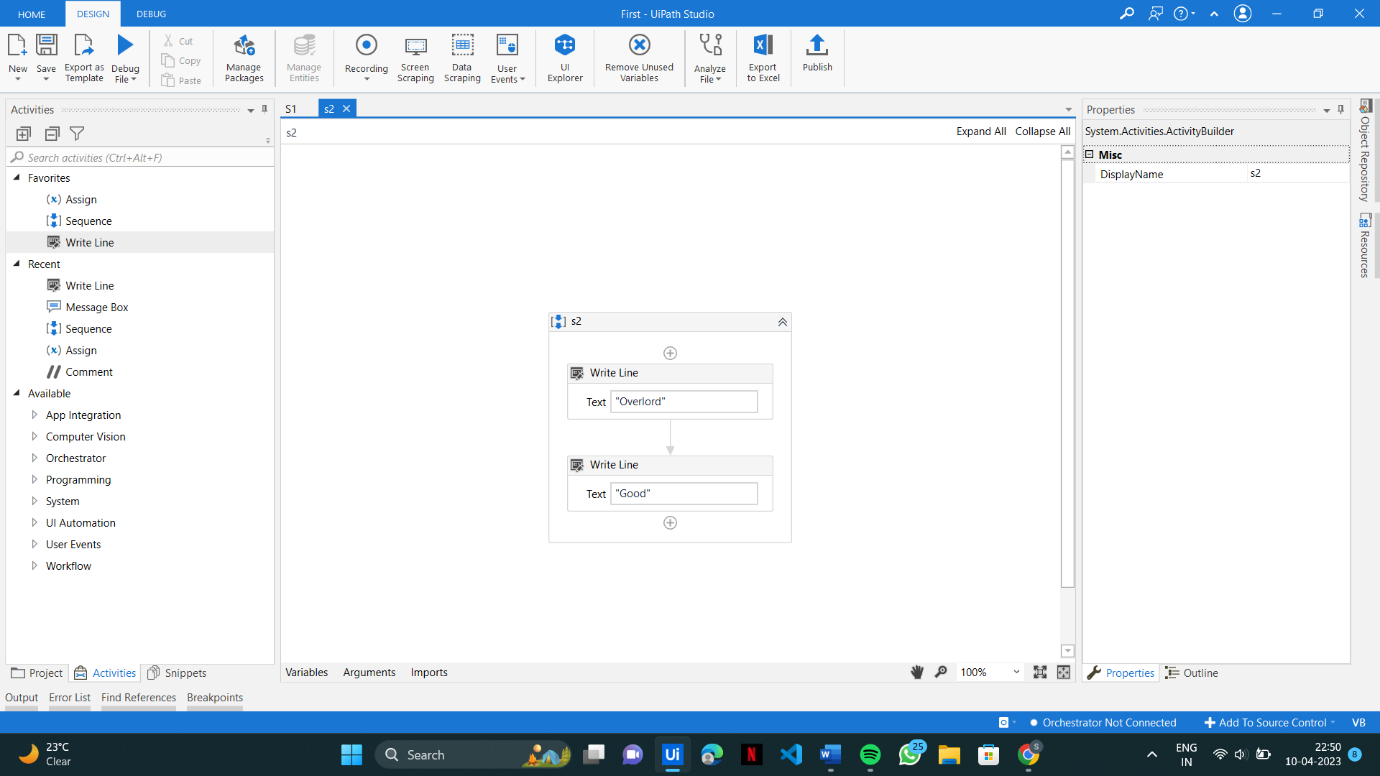 HOME DESIGN DEBUG
First - UiPath Studio
New Save Export as Template Debug File
Cut
Copy
Paste
Manage Packages
Manage Entities
Recording
Screen Scraping
Data Scraping
User Events
UI Explorer
Remove Unused Variables
Analyze File
Export to Excel
Publish
Activities
Search activities (Ctrl+Alt+F)
Favorites
(x) Assign
Sequence
Write Line
Recent
Write Line
Message Box
Sequence
(x) Assign
Comment
Available
App Integration
Computer Vision
Orchestrator
Programming
System
UI Automation
User Events
Workflow
Project Activities Snippets
S1 s2
s2 Expand All Collapse All
s2
Write Line
Text "Overlord"
Write Line
Text "Good"
Variables Arguments Imports 100%
Properties
System.Activities.ActivityBuilder
Misc
DisplayName s2
Properties Outline
Object Repository
Resources
Output Error List Find References Breakpoints
Orchestrator Not Connected Add To Source Control VB
23°C
Clear
Search
Ui
N
W
25
S
ENG
IN
22:50
10-04-2023
8